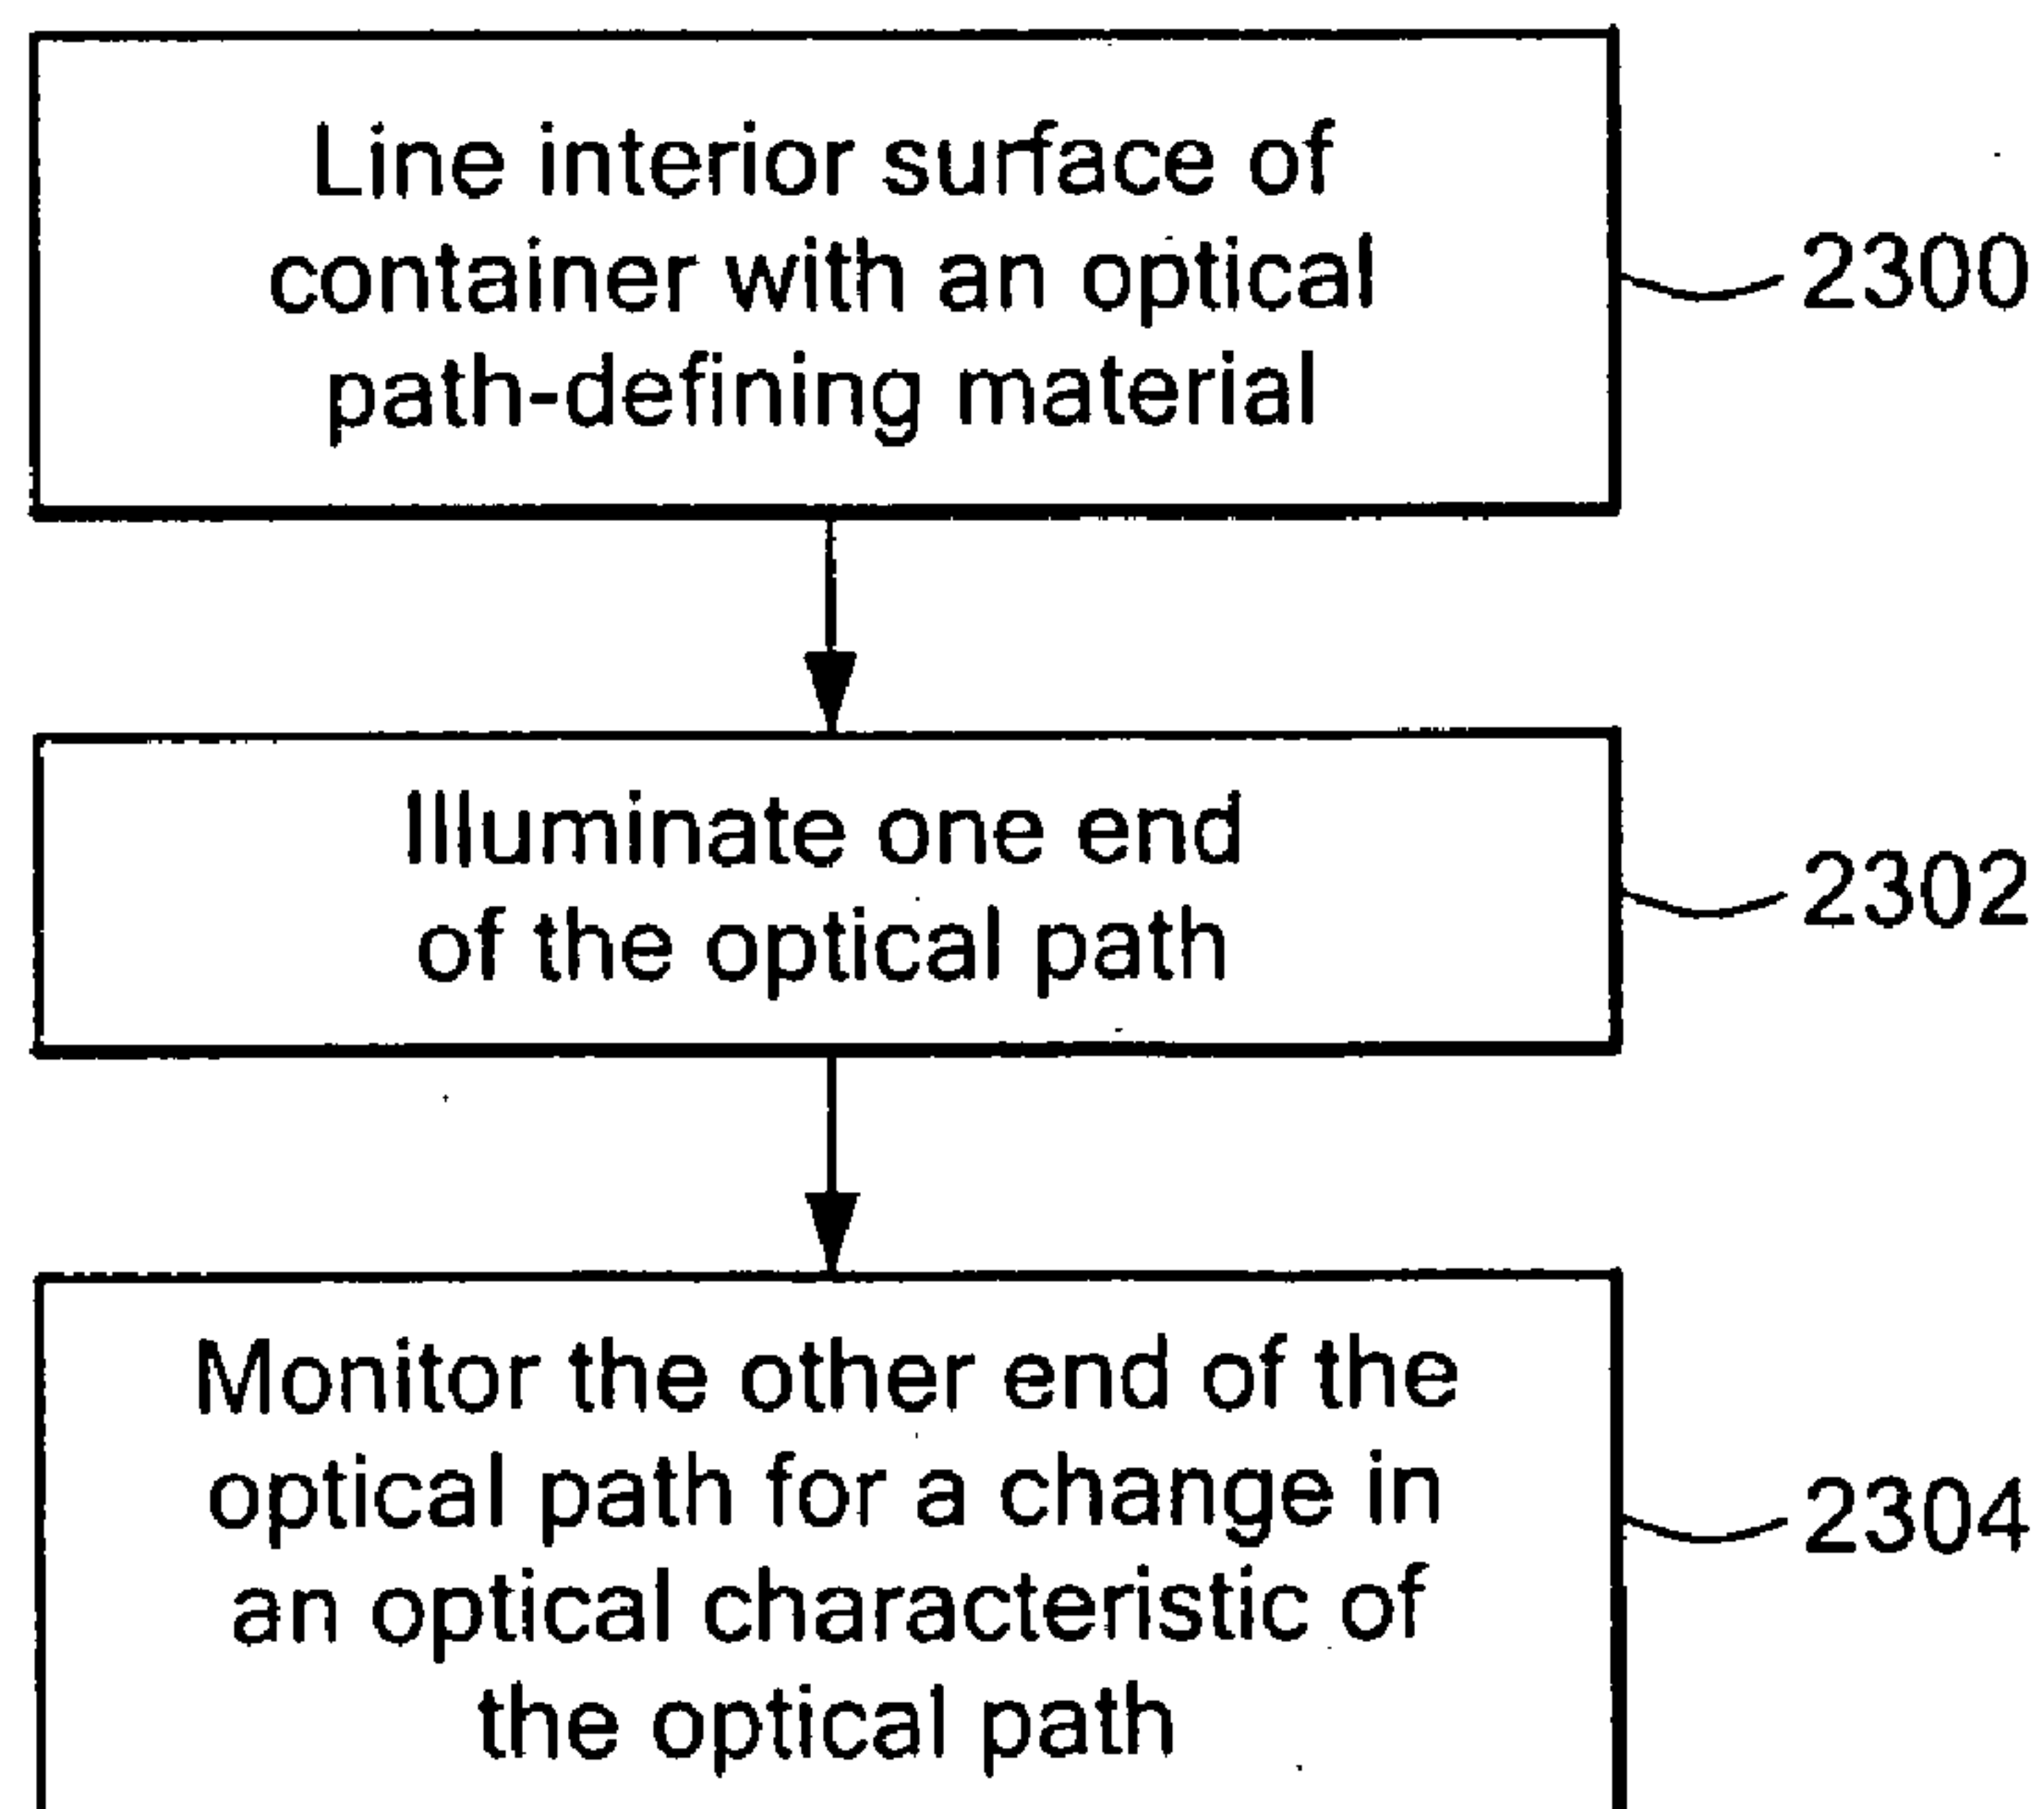 Line interior surface of
container with an optical
path-defining material
2300
Illuminate one end
of the optical path
2302
Monitor the other end of the
optical path for a change in
an optical characteristic of
the optical path
2304